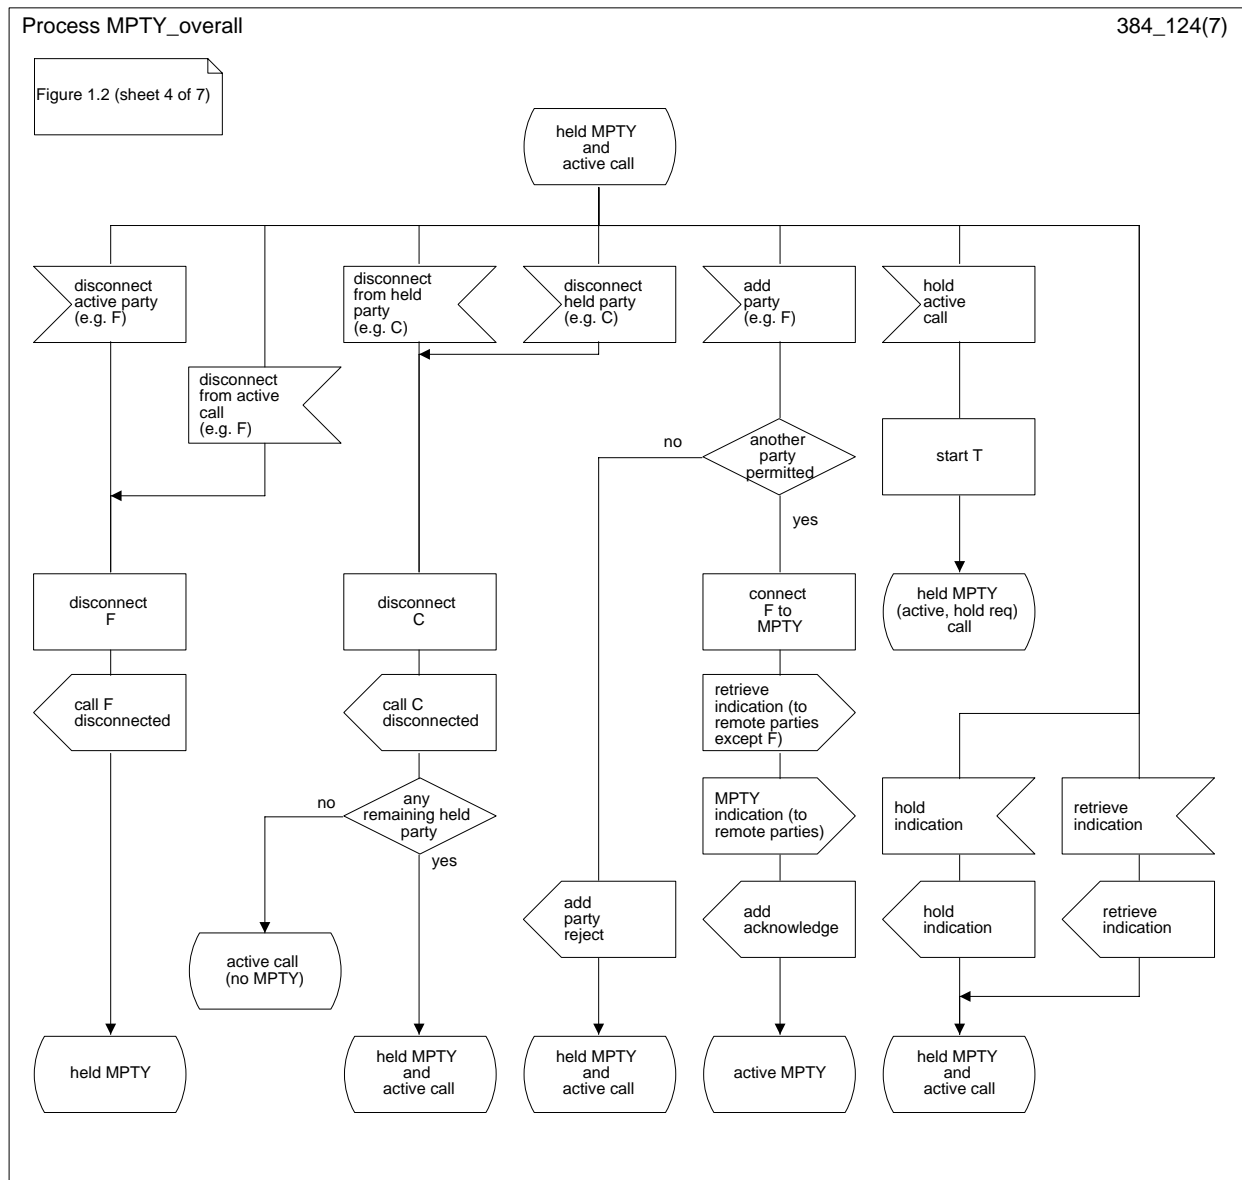 Process MPTY_overall
384_124(7)
Figure 1.2 (sheet 4 of 7)
held MPTY
and
active call
disconnect
active party
(e.g. F)
disconnect
from held
party
(e.g. C)
disconnect
held party
(e.g. C)
add
party
(e.g. F)
hold
active
call
disconnect
from active
call
(e.g. F)
no
another
party
permitted
yes
start T
disconnect
F
disconnect
C
connect
F to
MPTY
held MPTY
(active, hold req)
call
call F
disconnected
call C
disconnected
retrieve
indication (to
remote parties
except F)
no
any
remaining held
party
yes
MPTY
indication (to
remote parties)
hold
indication
retrieve
indication
add
party
reject
add
acknowledge
hold
indication
retrieve
indication
active call
(no MPTY)
held MPTY
held MPTY
and
active call
held MPTY
and
active call
active MPTY
held MPTY
and
active call